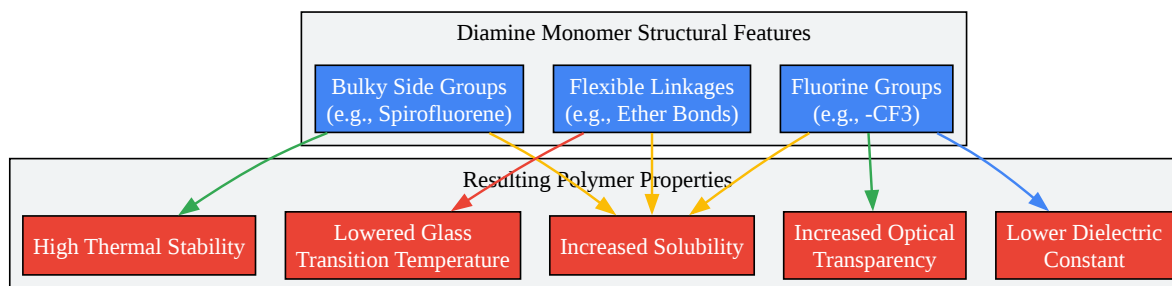 Diamine Monomer Structural Features
Bulky Side Groups
(e.g., Spirofluorene)
Flexible Linkages
(e.g., Ether Bonds)
Fluorine Groups
(e.g., -CF3)
Resulting Polymer Properties
High Thermal Stability
Lowered Glass
Transition Temperature
Increased Solubility
Increased Optical
Transparency
Lower Dielectric
Constant